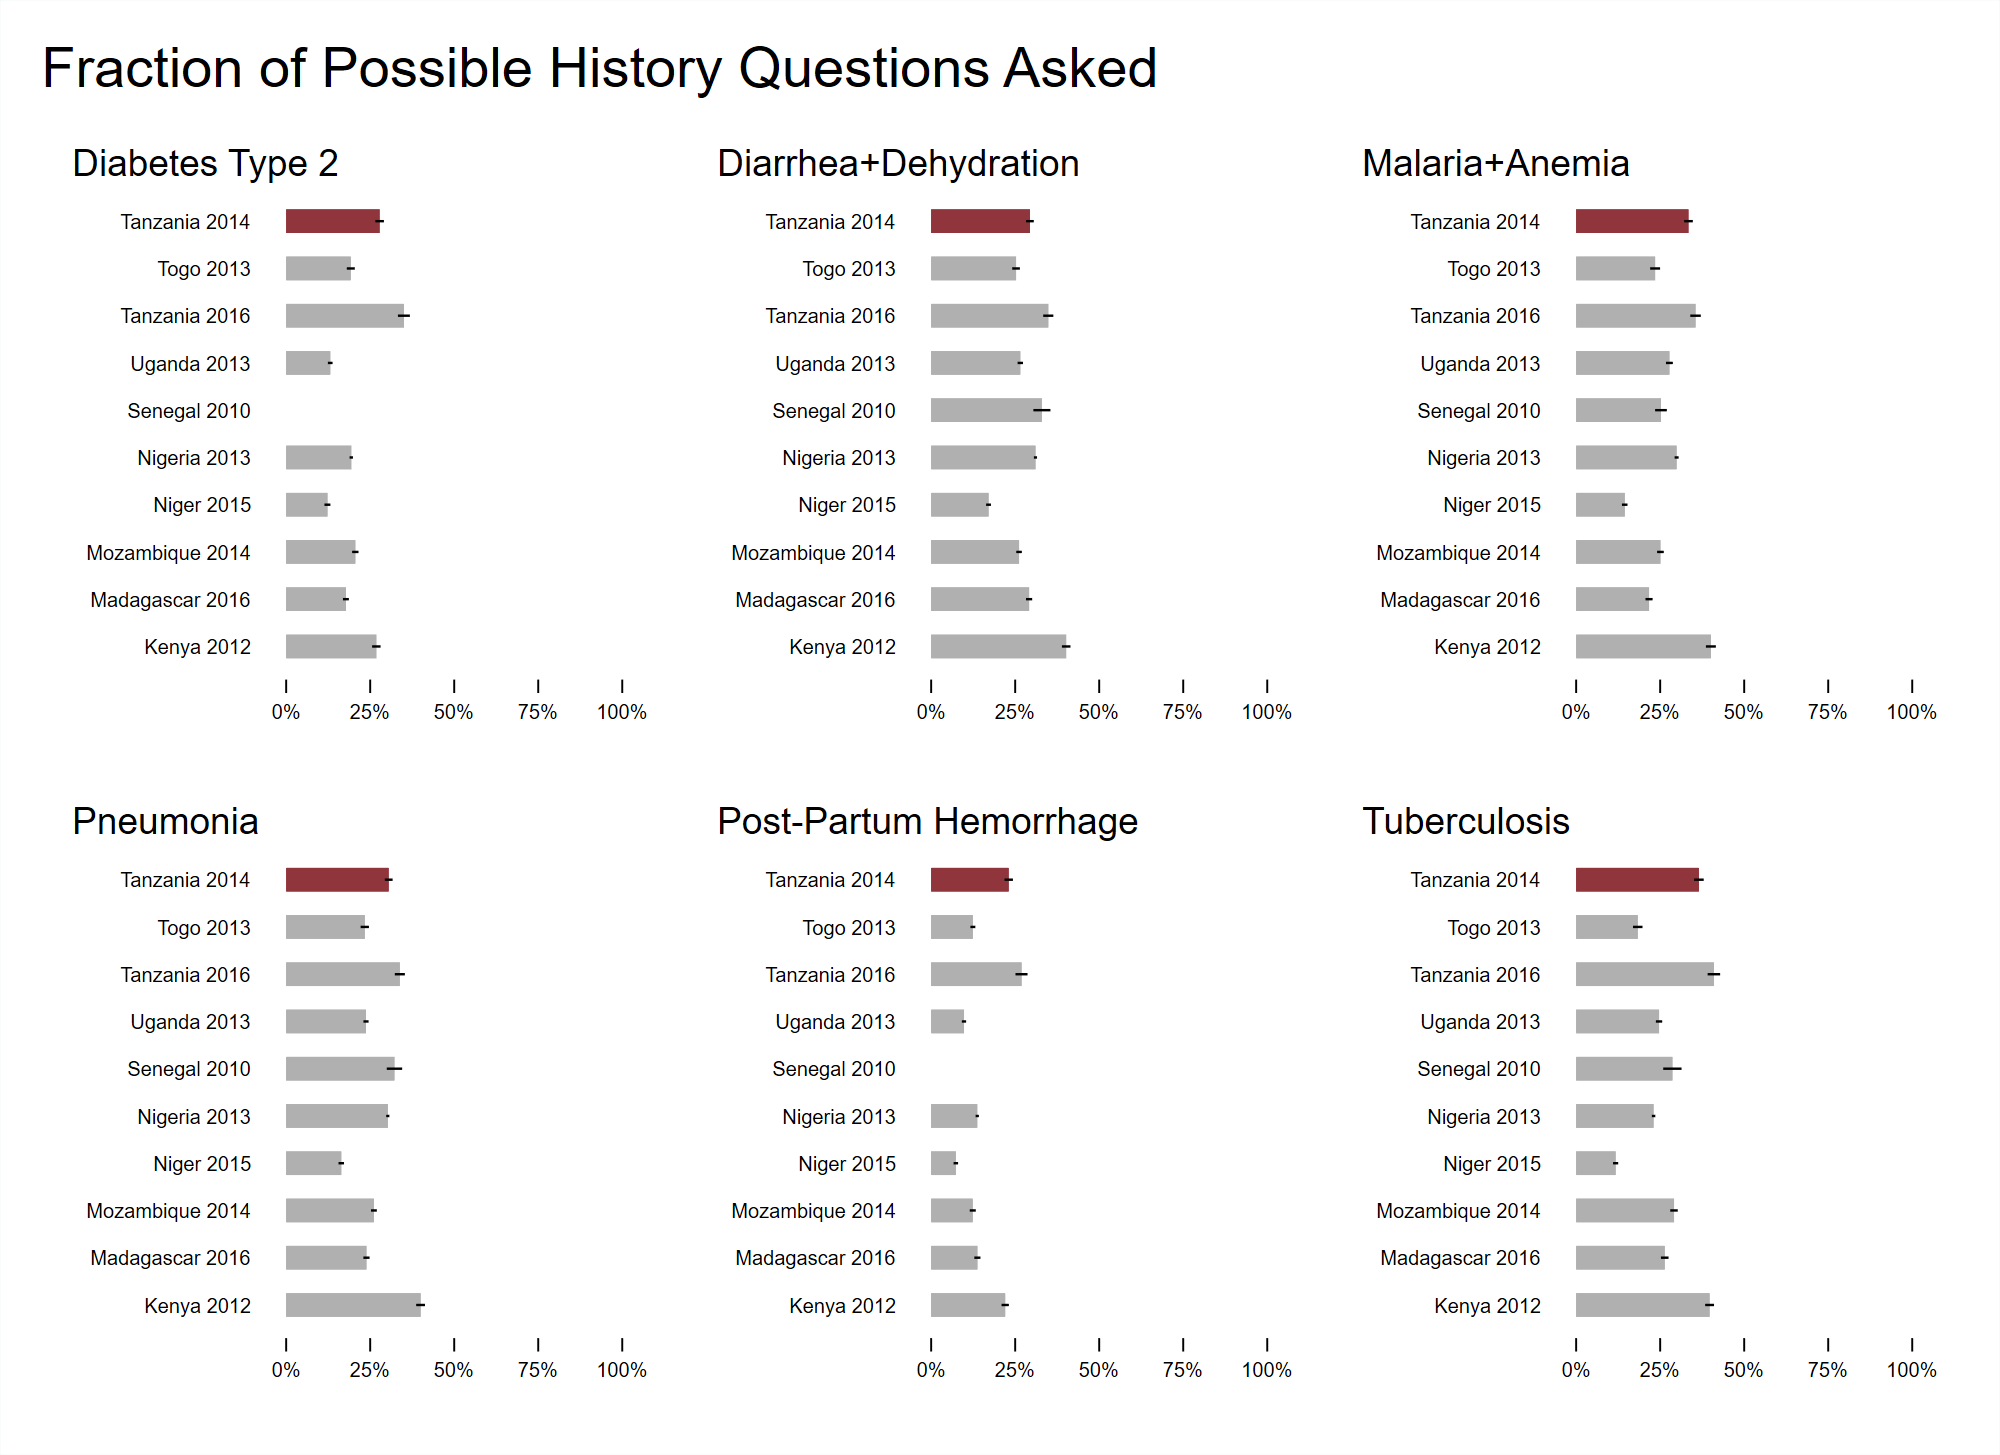 Fraction of Possible History Questions Asked
Diabetes Type 2
Tanzania 2014
Togo 2013
Tanzania 2016
Uganda 2013
Senegal 2010
Nigeria 2013
Niger 2015
Mozambique 2014
Madagascar 2016
Kenya 2012
0% 25% 50% 75% 100%
Diarrhea+Dehydration
Tanzania 2014
Togo 2013
Tanzania 2016
Uganda 2013
Senegal 2010
Nigeria 2013
Niger 2015
Mozambique 2014
Madagascar 2016
Kenya 2012
0% 25% 50% 75% 100%
Malaria+Anemia
Tanzania 2014
Togo 2013
Tanzania 2016
Uganda 2013
Senegal 2010
Nigeria 2013
Niger 2015
Mozambique 2014
Madagascar 2016
Kenya 2012
0% 25% 50% 75% 100%
Pneumonia
Tanzania 2014
Togo 2013
Tanzania 2016
Uganda 2013
Senegal 2010
Nigeria 2013
Niger 2015
Mozambique 2014
Madagascar 2016
Kenya 2012
0% 25% 50% 75% 100%
Post-Partum Hemorrhage
Tanzania 2014
Togo 2013
Tanzania 2016
Uganda 2013
Senegal 2010
Nigeria 2013
Niger 2015
Mozambique 2014
Madagascar 2016
Kenya 2012
0% 25% 50% 75% 100%
Tuberculosis
Tanzania 2014
Togo 2013
Tanzania 2016
Uganda 2013
Senegal 2010
Nigeria 2013
Niger 2015
Mozambique 2014
Madagascar 2016
Kenya 2012
0% 25% 50% 75% 100%